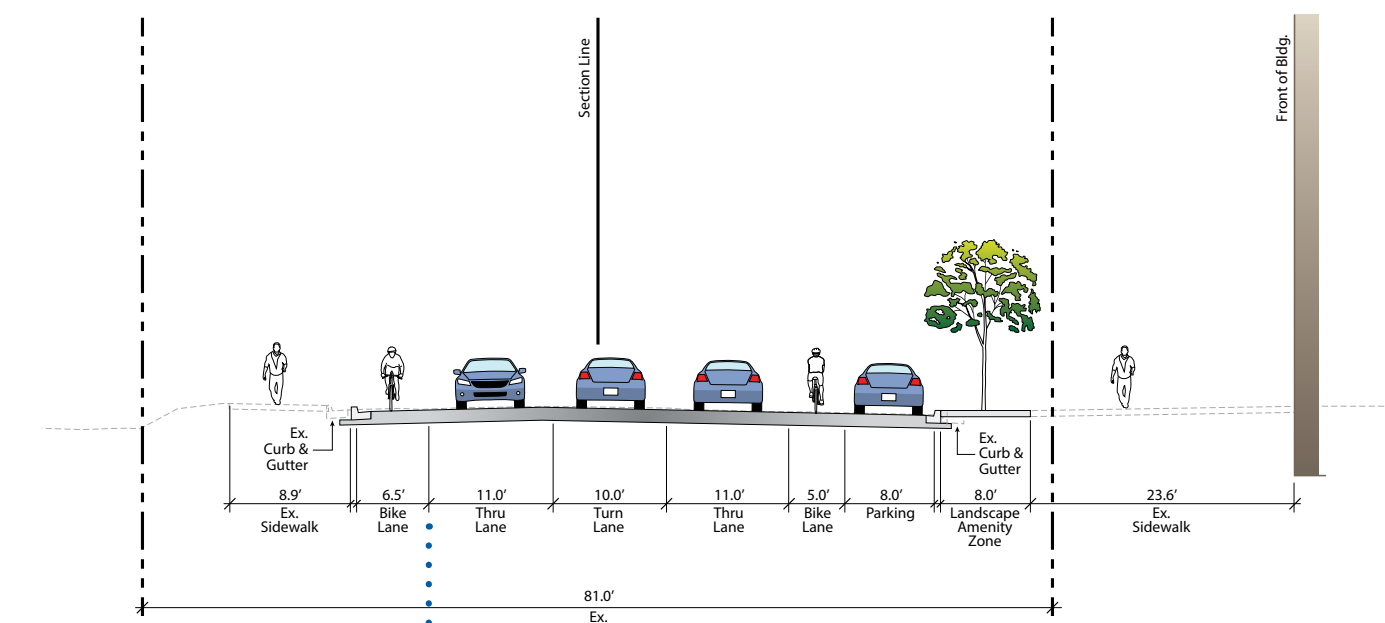 Section Line
Front of Bldg.
Ex.
Curb &
Gutter
Ex.
Curb &
Gutter
8.9’
Ex.
Sidewalk
6.5’
Bike
Lane
11.0’
Thru
Lane
10.0’
Turn
Lane
11.0’
Thru
Lane
5.0’
Bike
Lane
8.0’
Parking
8.0’
Landscape
Amenity
Zone
23.6’
Ex.
Sidewalk
81.0’
Ex.